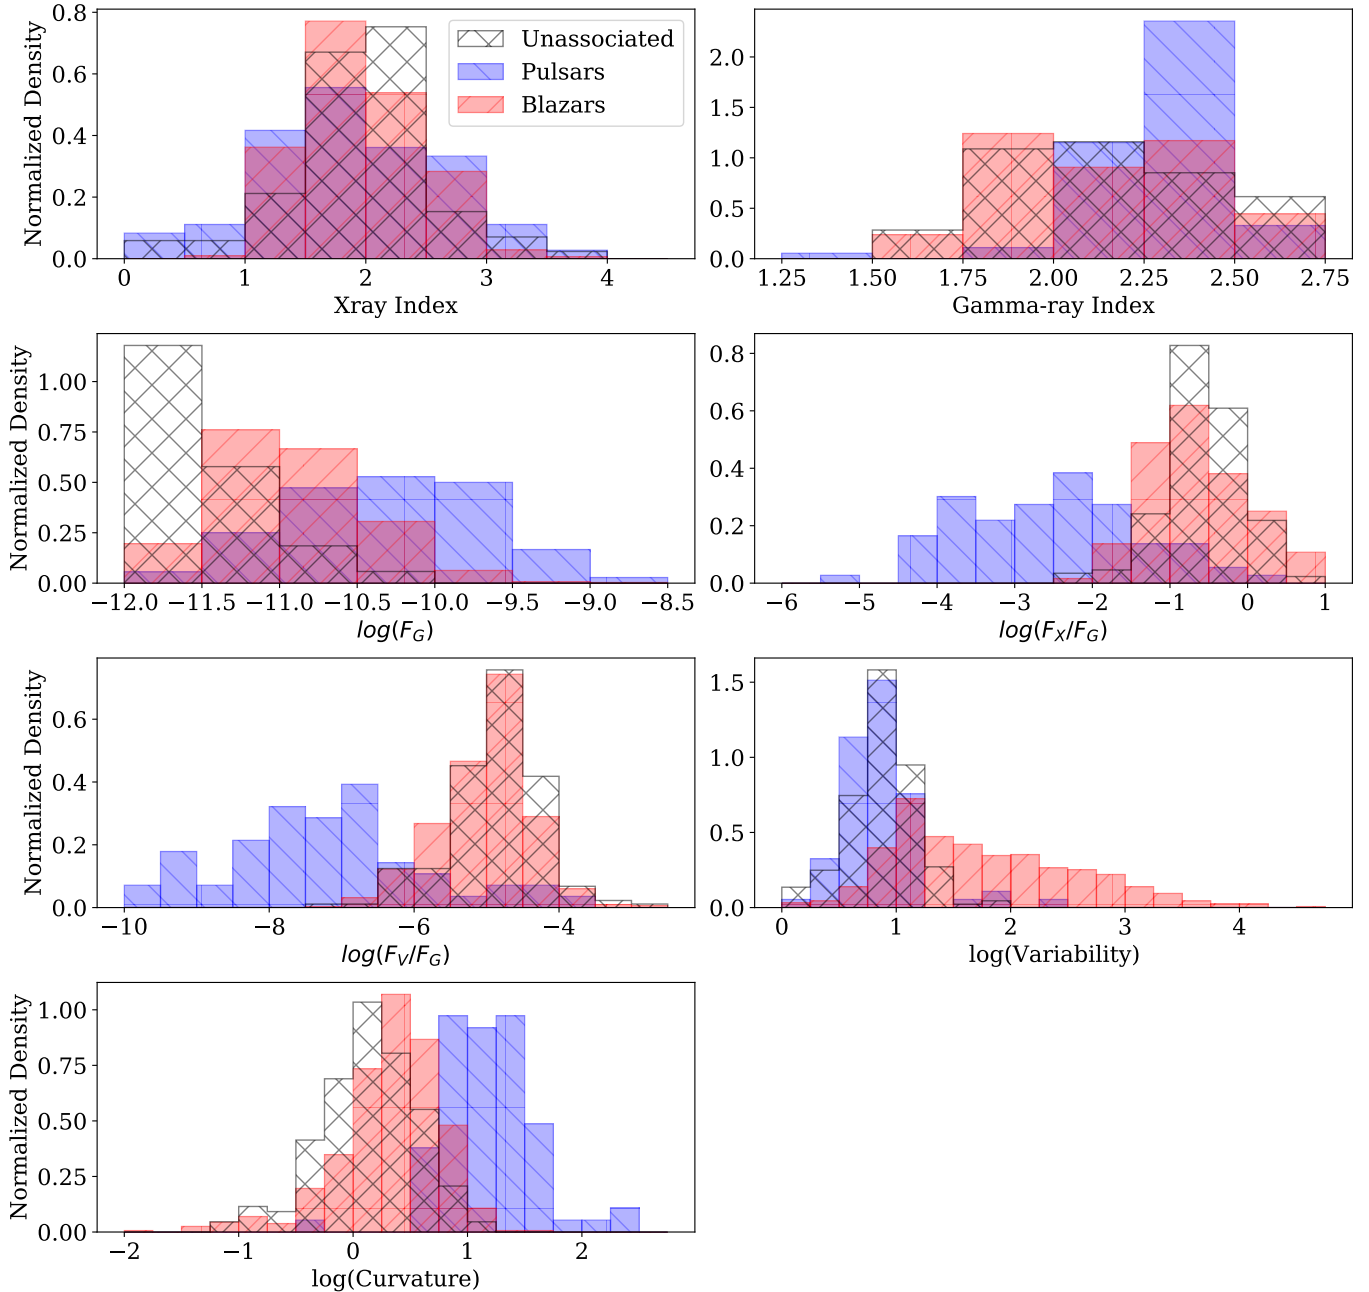 Normalized Density
0.8
0.6
0.4
0.2
0.0
0 1 2 3 4
Xray Index
Unassociated
Pulsars
Blazars
2.0
1.5
1.0
0.5
0.0
1.25 1.50 1.75 2.00 2.25 2.50 2.75
Gamma-ray Index
Normalized Density
1.00
0.75
0.50
0.25
0.00
−12.0 −11.5 −11.0 −10.5 −10.0 −9.5 −9.0 −8.5
log(F_G)
0.8
0.6
0.4
0.2
0.0
−6 −5 −4 −3 −2 −1 0 1
log(F_X/F_G)
Normalized Density
0.6
0.4
0.2
0.0
−10 −8 −6 −4
log(F_V/F_G)
1.5
1.0
0.5
0.0
0 1 2 3 4
log(Variability)
Normalized Density
1.00
0.75
0.50
0.25
0.00
−2 −1 0 1 2
log(Curvature)